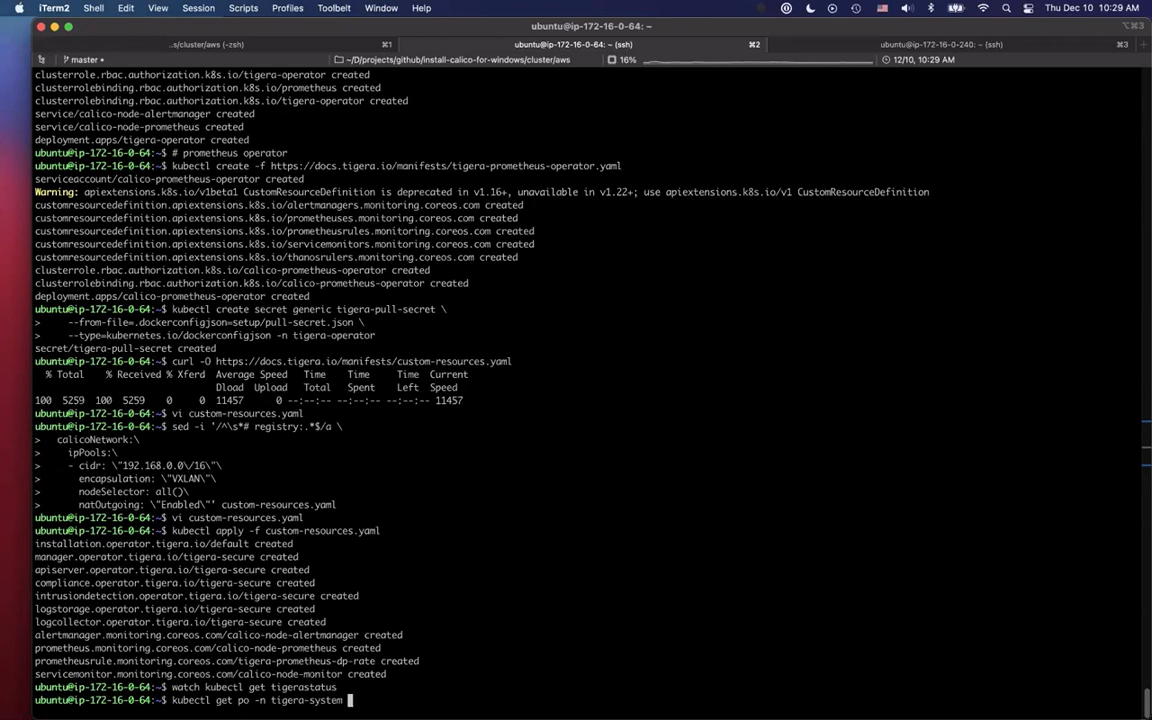 iTerm2 Shell Edit View Session Scripts Profiles Toolbelt Window Help Thu Dec 10 10:29 AM
ubuntu@ip-172-16-0-64: ~
⌥⌘3
..s/cluster/aws (-zsh) ⌘1 ubuntu@ip-172-16-0-64: ~ (ssh) ⌘2 ubuntu@ip-172-16-0-240: ~ (ssh) ⌘3
master • ~/D/projects/github/install-calico-for-windows/cluster/aws 16% 12/10, 10:29 AM
clusterrole.rbac.authorization.k8s.io/tigera-operator created
clusterrolebinding.rbac.authorization.k8s.io/prometheus created
clusterrolebinding.rbac.authorization.k8s.io/tigera-operator created
service/calico-node-alertmanager created
service/calico-node-prometheus created
deployment.apps/tigera-operator created
ubuntu@ip-172-16-0-64:~$ # prometheus operator
ubuntu@ip-172-16-0-64:~$ kubectl create -f https://docs.tigera.io/manifests/tigera-prometheus-operator.yaml
serviceaccount/calico-prometheus-operator created
Warning: apiextensions.k8s.io/v1beta1 CustomResourceDefinition is deprecated in v1.16+, unavailable in v1.22+; use apiextensions.k8s.io/v1 CustomResourceDefinition
customresourcedefinition.apiextensions.k8s.io/alertmanagers.monitoring.coreos.com created
customresourcedefinition.apiextensions.k8s.io/prometheuses.monitoring.coreos.com created
customresourcedefinition.apiextensions.k8s.io/prometheusrules.monitoring.coreos.com created
customresourcedefinition.apiextensions.k8s.io/servicemonitors.monitoring.coreos.com created
customresourcedefinition.apiextensions.k8s.io/thanosrulers.monitoring.coreos.com created
clusterrole.rbac.authorization.k8s.io/calico-prometheus-operator created
clusterrolebinding.rbac.authorization.k8s.io/calico-prometheus-operator created
deployment.apps/calico-prometheus-operator created
ubuntu@ip-172-16-0-64:~$ kubectl create secret generic tigera-pull-secret \
> --from-file=.dockerconfigjson=setup/pull-secret.json \
> --type=kubernetes.io/dockerconfigjson -n tigera-operator
secret/tigera-pull-secret created
ubuntu@ip-172-16-0-64:~$ curl -O https://docs.tigera.io/manifests/custom-resources.yaml
% Total % Received % Xferd Average Speed Time Time Time Current
Dload Upload Total Spent Left Speed
100 5259 100 5259 0 0 11457 0 --:--:-- --:--:-- --:--:-- 11457
ubuntu@ip-172-16-0-64:~$ vi custom-resources.yaml
ubuntu@ip-172-16-0-64:~$ sed -i '/^\s*# registry:.*$/a \
> calicoNetwork:\
> ipPools:\
> - cidr: \"192.168.0.0\/16\"\
> encapsulation: \"VXLAN\"\
> nodeSelector: all()\
> natOutgoing: \"Enabled\"' custom-resources.yaml
ubuntu@ip-172-16-0-64:~$ vi custom-resources.yaml
ubuntu@ip-172-16-0-64:~$ kubectl apply -f custom-resources.yaml
installation.operator.tigera.io/default created
manager.operator.tigera.io/tigera-secure created
apiserver.operator.tigera.io/tigera-secure created
compliance.operator.tigera.io/tigera-secure created
intrusiondetection.operator.tigera.io/tigera-secure created
logstorage.operator.tigera.io/tigera-secure created
logcollector.operator.tigera.io/tigera-secure created
alertmanager.monitoring.coreos.com/calico-node-alertmanager created
prometheus.monitoring.coreos.com/calico-node-prometheus created
prometheusrule.monitoring.coreos.com/tigera-prometheus-dp-rate created
servicemonitor.monitoring.coreos.com/calico-node-monitor created
ubuntu@ip-172-16-0-64:~$ watch kubectl get tigerastatus
ubuntu@ip-172-16-0-64:~$ kubectl get po -n tigera-system